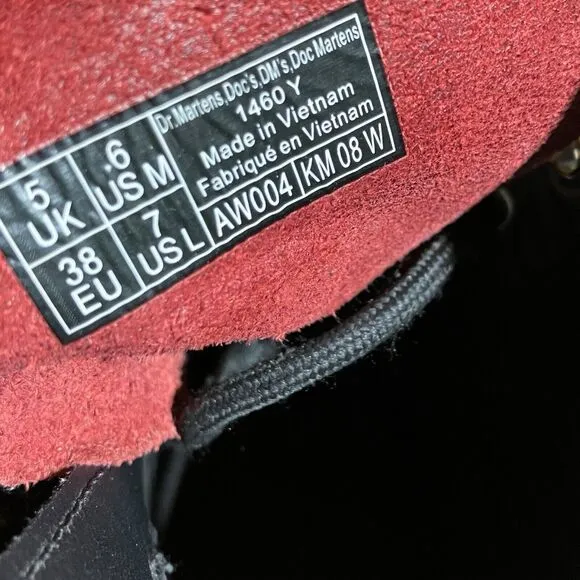 5 UK
6 US M
38 EU
7 US L
Dr.Martens,Doc's,DM's,Doc Martens
1460 Y
Made in Vietnam
Fabriqué en Vietnam
AW004
KM 08 W